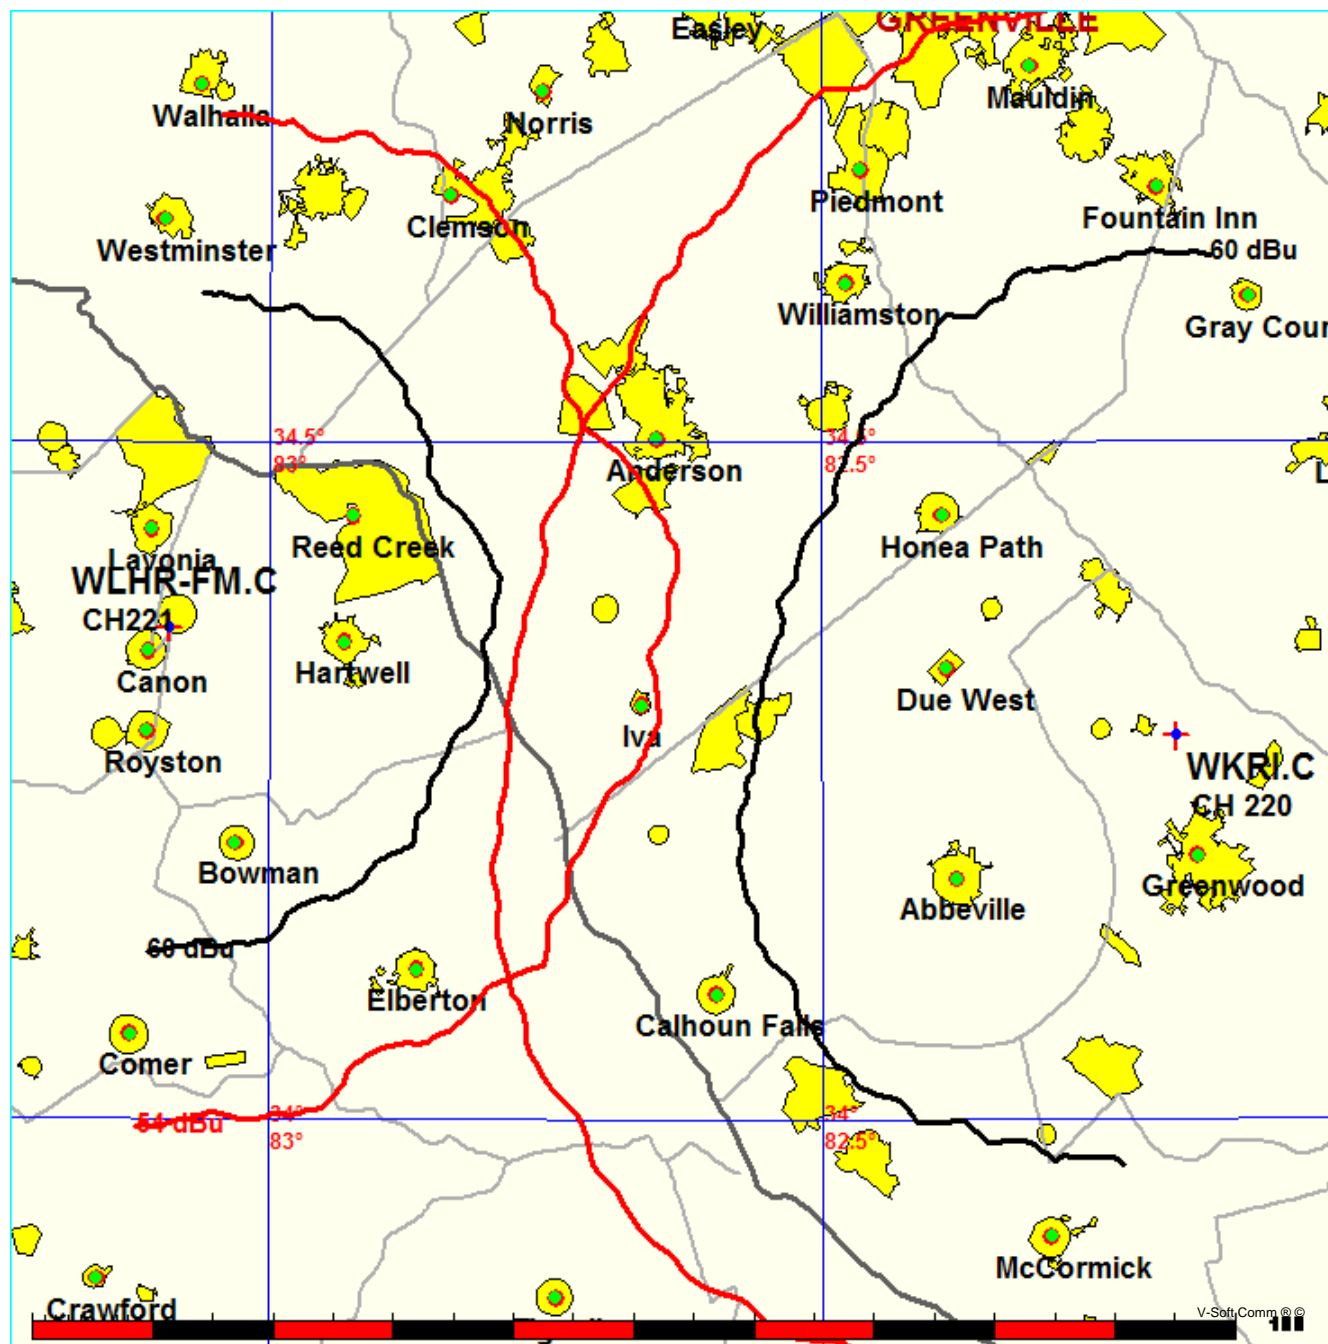 Easley
GREENVILLE
Walhalla
Norris
Mauldin
Piedmont
Westminster
Clemson
Fountain Inn
60 dBu
Williamston
Gray Cour
34.5°
83°
34.5°
82.5°
Anderson
L
Lavonia
Reed Creek
Honea Path
WLHR-FM.C
CH221
Canon
Hartwell
Due West
Royston
Iva
WKRI.C
CH 220
Bowman
Abbeville
Greenwood
60 dBu
Elberton
Calhoun Falls
Comer
54 dBu
34°
83°
34°
82.5°
McCormick
Crawford
V-Soft Comm ® ©